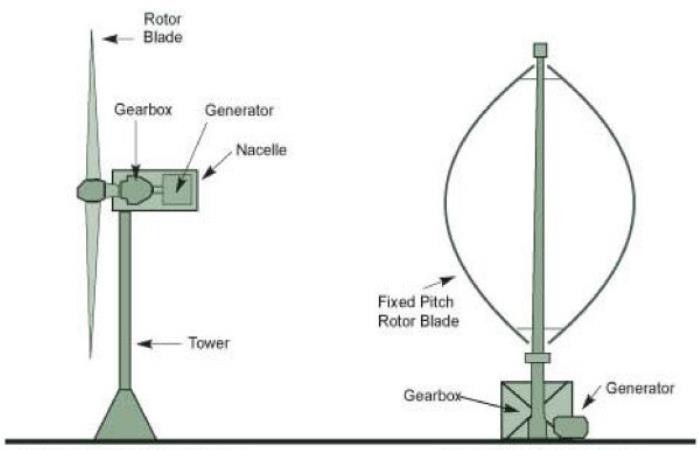 Rotor
Blade
Gearbox
Generator
Nacelle
Tower
Fixed Pitch
Rotor Blade
Gearbox
Generator